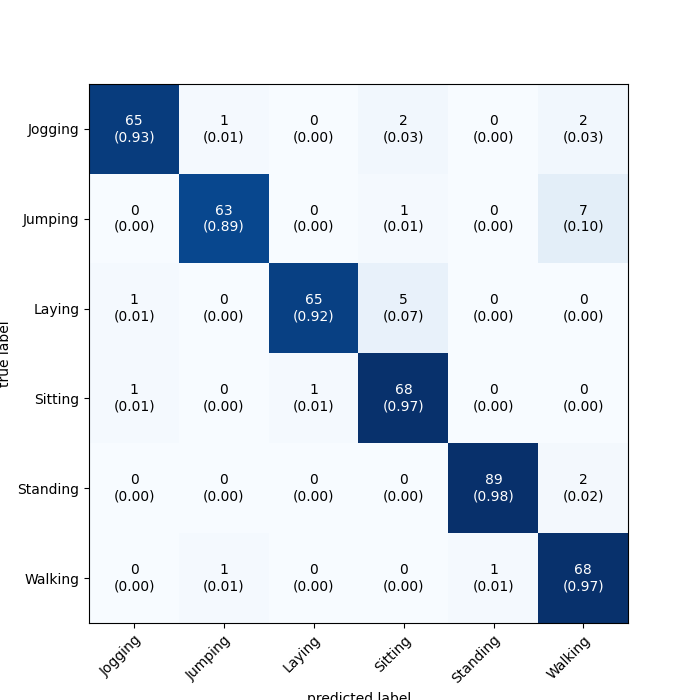 Jogging
65 1 0 2 0 2
(0.93) (0.01) (0.00) (0.03) (0.00) (0.03)
Jumping
0 63 0 1 0 7
(0.00) (0.89) (0.00) (0.01) (0.00) (0.10)
Laying
1 0 65 5 0 0
(0.01) (0.00) (0.92) (0.07) (0.00) (0.00)
Sitting
1 0 1 68 0 0
(0.01) (0.00) (0.01) (0.97) (0.00) (0.00)
Standing
0 0 0 0 89 2
(0.00) (0.00) (0.00) (0.00) (0.98) (0.02)
Walking
0 1 0 0 1 68
(0.00) (0.01) (0.00) (0.00) (0.01) (0.97)
true label
Jogging Jumping Laying Sitting Standing Walking
predicted label